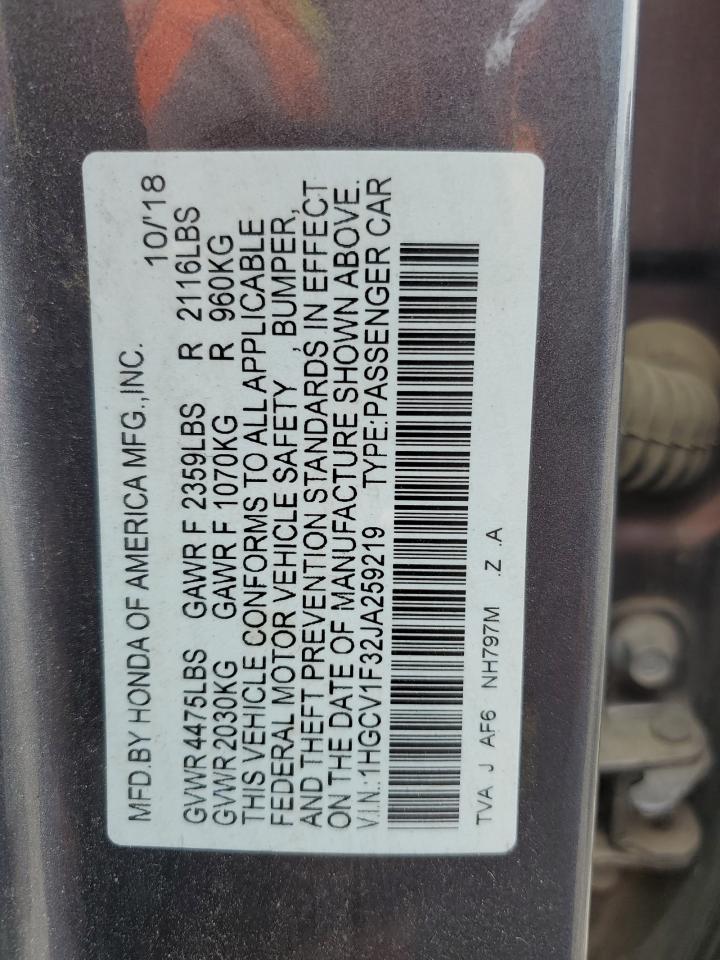 MFD.BY HONDA OF AMERICA MFG.,INC. 10/'18
GVWR 4475LBS GAWR F 2359LBS R 2116LBS
GVWR 2030KG GAWR F 1070KG R 960KG
THIS VEHICLE CONFORMS TO ALL APPLICABLE
FEDERAL MOTOR VEHICLE SAFETY , BUMPER,
AND THEFT PREVENTION STANDARDS IN EFFECT
ON THE DATE OF MANUFACTURE SHOWN ABOVE.
V.I.N.:1HGCV1F32JA259219 TYPE:PASSENGER CAR
TVA J AF6 NH797M .Z .A